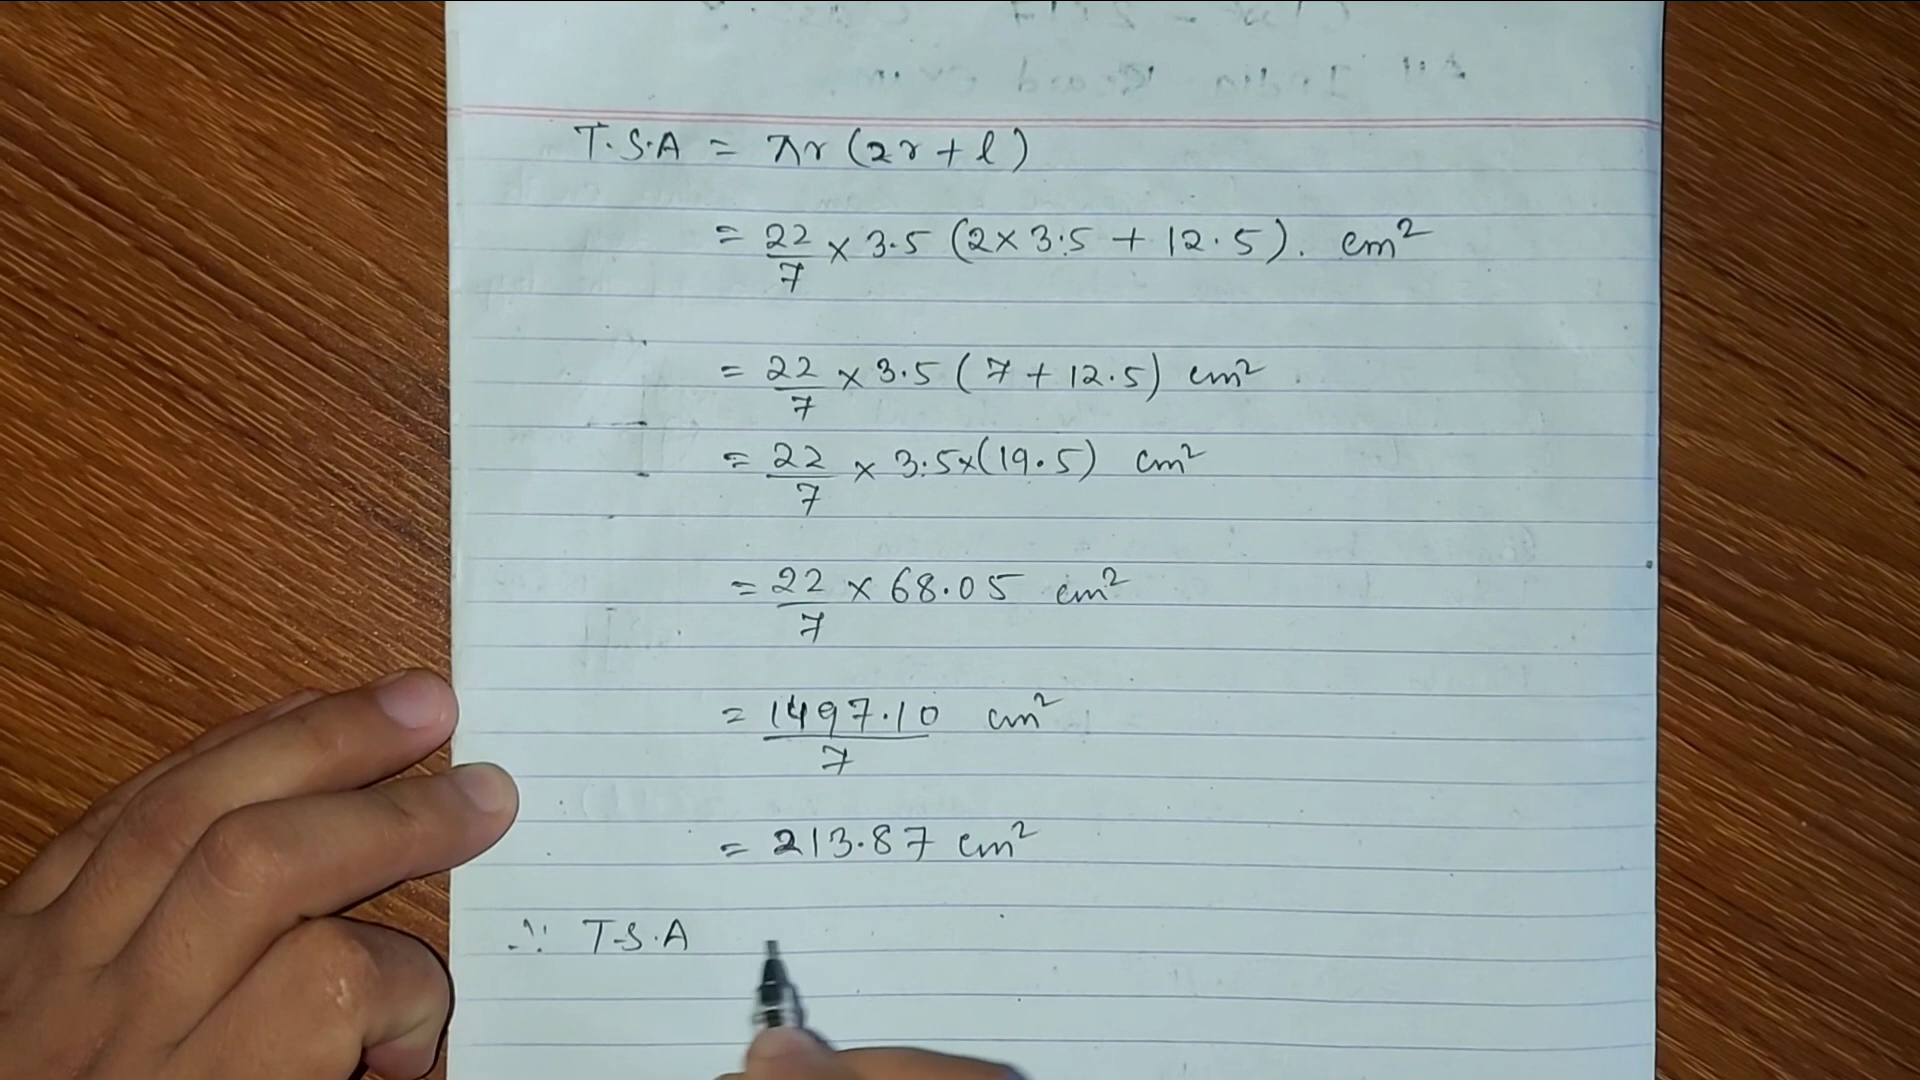 T.S.A = πr (2r + l)
= 22/7 × 3.5 (2×3.5 + 12.5). cm²
= 22/7 × 3.5 (7 + 12.5) cm²
= 22/7 × 3.5×(19.5) cm²
= 22/7 × 68.05 cm²
= 1497.10/7 cm²
= 213.87 cm²
∴ T.S.A